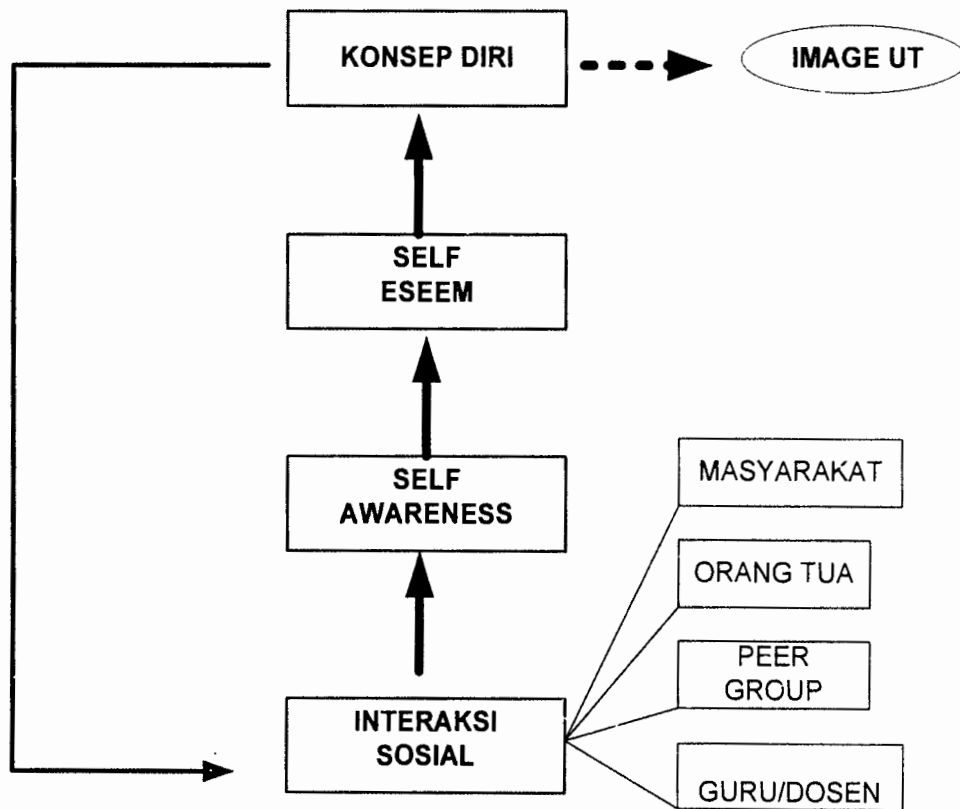 KONSEP DIRI
IMAGE UT
SELF
ESEEM
SELF
AWARENESS
MASYARAKAT
ORANG TUA
PEER
GROUP
INTERAKSI
SOSIAL
GURU/DOSEN